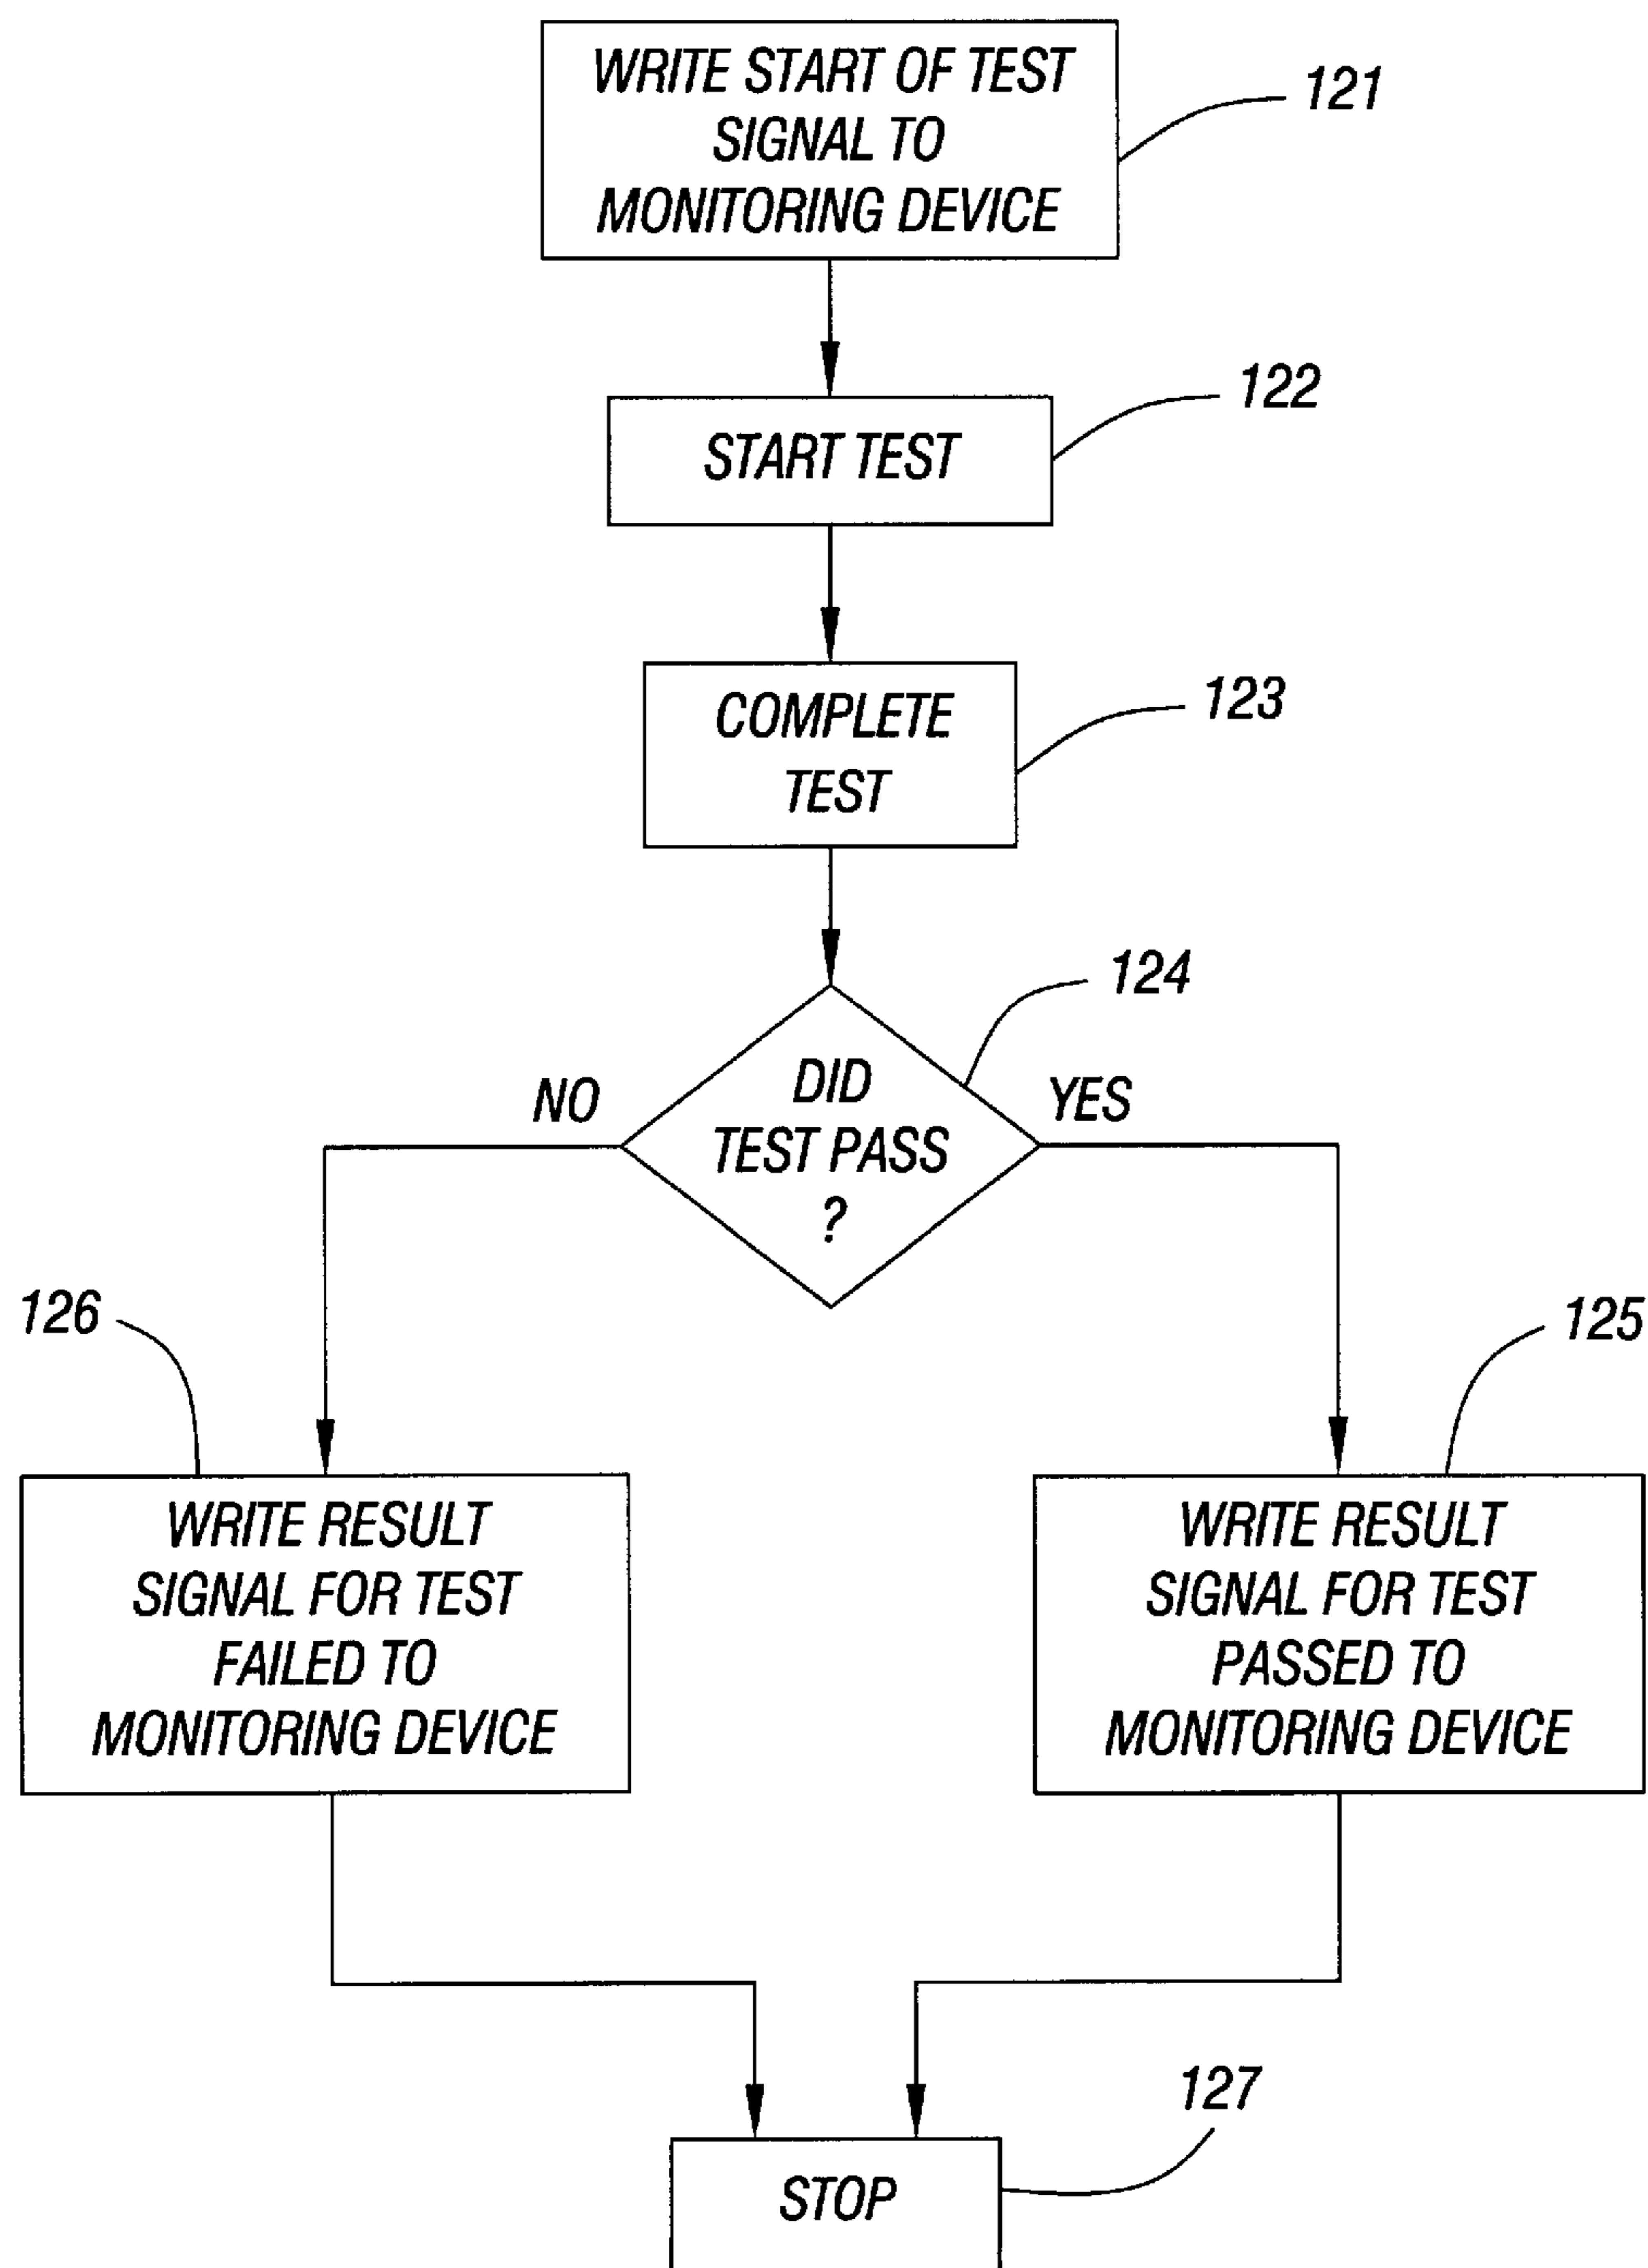 WRITE START OF TEST
SIGNAL TO
MONITORING DEVICE
121
START TEST
122
COMPLETE
TEST
123
124
DID
TEST PASS
?
NO
YES
126
125
WRITE RESULT
SIGNAL FOR TEST
FAILED TO
MONITORING DEVICE
WRITE RESULT
SIGNAL FOR TEST
PASSED TO
MONITORING DEVICE
127
STOP